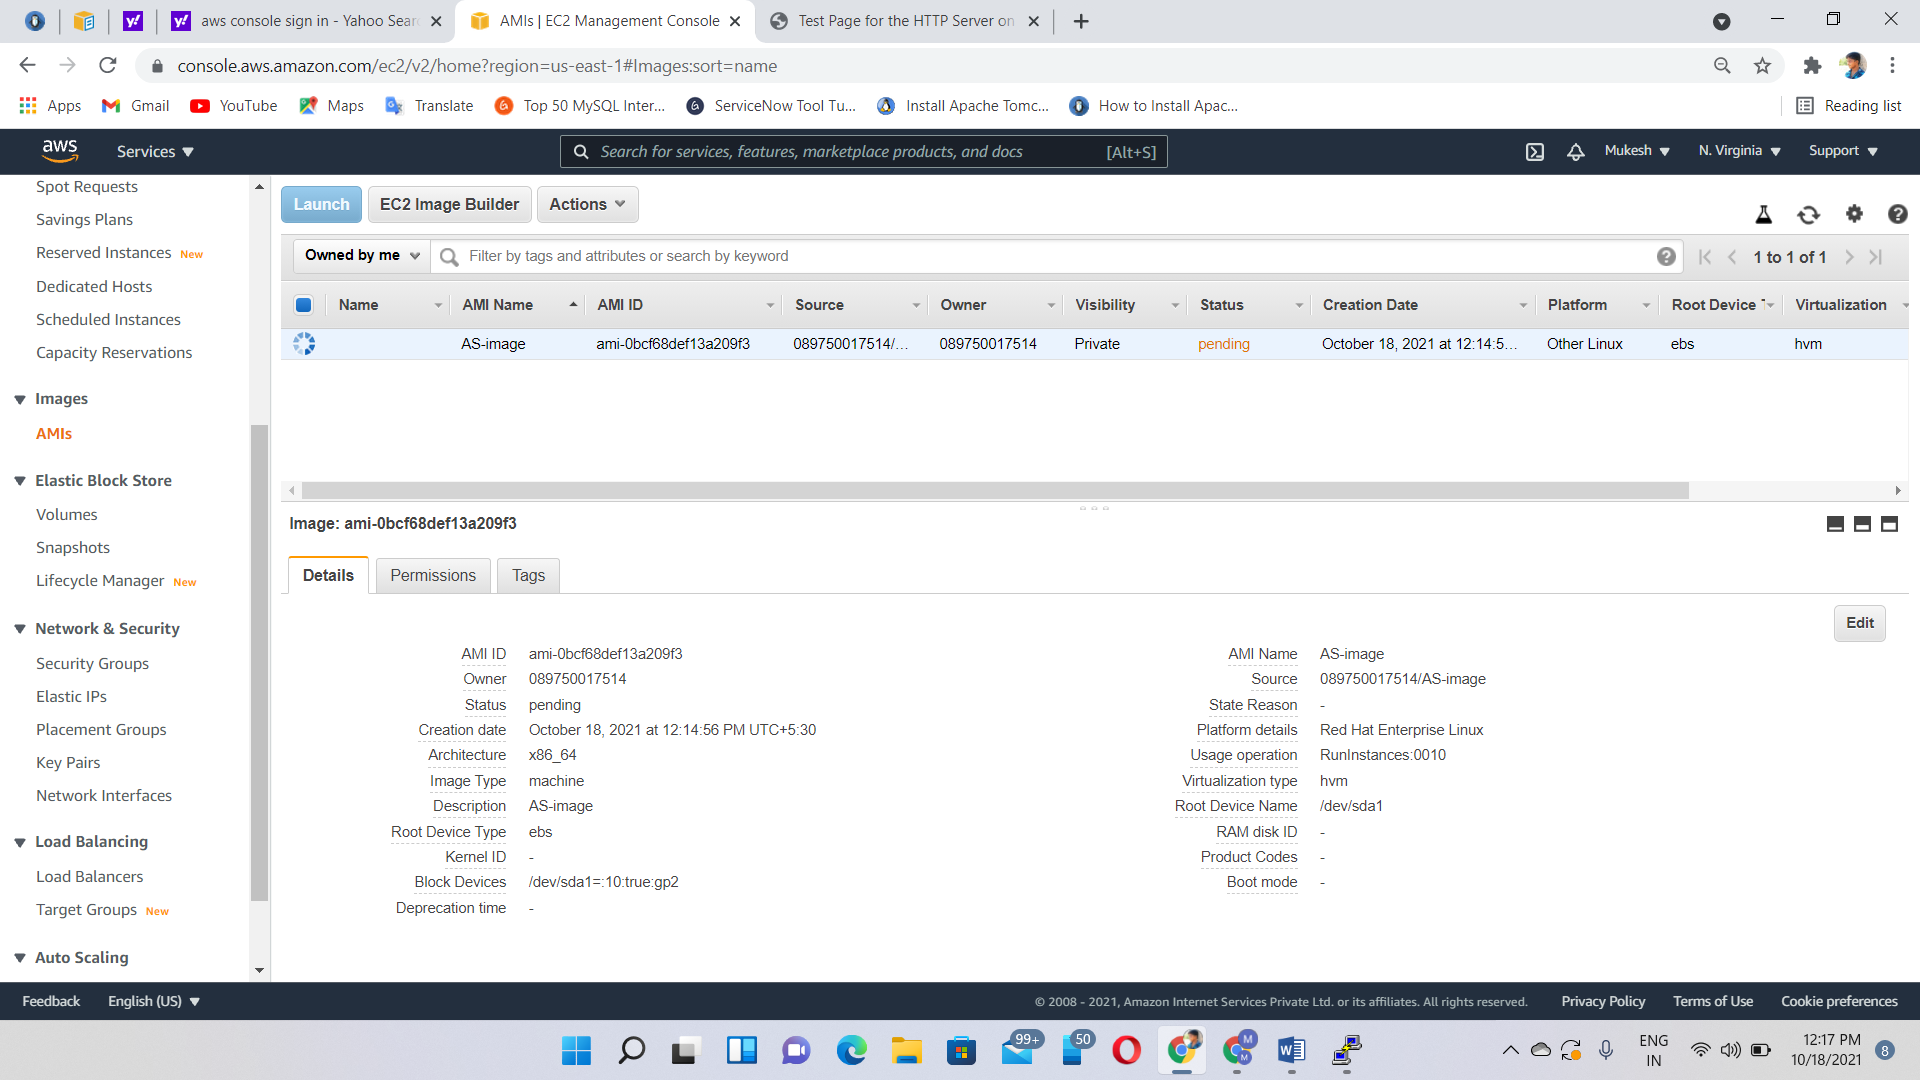 aws console sign in - Yahoo Sear
AMIs | EC2 Management Console
Test Page for the HTTP Server on
console.aws.amazon.com/ec2/v2/home?region=us-east-1#Images:sort=name
Apps
Gmail
YouTube
Maps
Translate
Top 50 MySQL Inter...
ServiceNow Tool Tu...
Install Apache Tomc...
How to Install Apac...
Reading list
aws
Services
Search for services, features, marketplace products, and docs [Alt+S]
Mukesh
N. Virginia
Support
Spot Requests
Savings Plans
Reserved Instances New
Dedicated Hosts
Scheduled Instances
Capacity Reservations
Images
AMIs
Elastic Block Store
Volumes
Snapshots
Lifecycle Manager New
Network & Security
Security Groups
Elastic IPs
Placement Groups
Key Pairs
Network Interfaces
Load Balancing
Load Balancers
Target Groups New
Auto Scaling
Launch
EC2 Image Builder
Actions
Owned by me
Filter by tags and attributes or search by keyword
1 to 1 of 1
Name AMI Name AMI ID Source Owner Visibility Status Creation Date Platform Root Device Virtualization
AS-image ami-0bcf68def13a209f3 089750017514/... 089750017514 Private pending October 18, 2021 at 12:14:5... Other Linux ebs hvm
Image: ami-0bcf68def13a209f3
Details
Permissions
Tags
Edit
AMI ID ami-0bcf68def13a209f3
Owner 089750017514
Status pending
Creation date October 18, 2021 at 12:14:56 PM UTC+5:30
Architecture x86_64
Image Type machine
Description AS-image
Root Device Type ebs
Kernel ID -
Block Devices /dev/sda1=:10:true:gp2
Deprecation time -
AMI Name AS-image
Source 089750017514/AS-image
State Reason -
Platform details Red Hat Enterprise Linux
Usage operation RunInstances:0010
Virtualization type hvm
Root Device Name /dev/sda1
RAM disk ID -
Product Codes -
Boot mode -
Feedback
English (US)
© 2008 - 2021, Amazon Internet Services Private Ltd. or its affiliates. All rights reserved.
Privacy Policy
Terms of Use
Cookie preferences
99+
50
M
M
ENG
IN
12:17 PM
10/18/2021
8